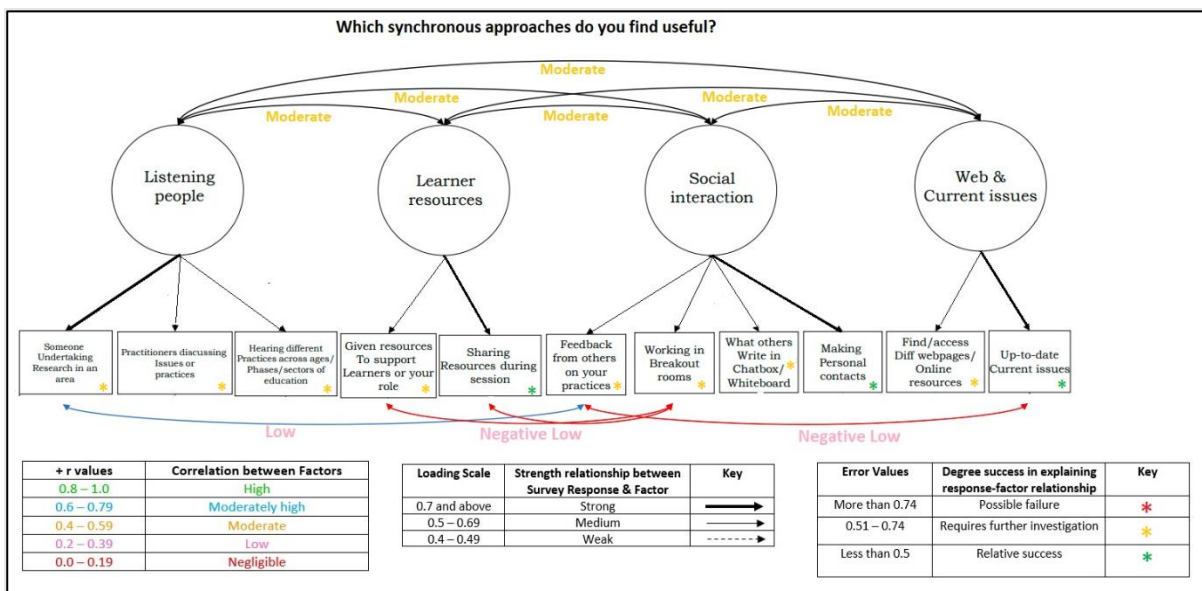 Which synchronous approaches do you find useful?
Moderate
Moderate
Moderate
Moderate
Moderate
Moderate
Listening
people
Learner
resources
Social
interaction
Web &
Current issues
Someone
Undertaking
Research in an
area
*
Practitioners discussing
Issues or
practices
*
Hearing different
Practices across ages/
Phases/sectors of
education
*
Given resources
To support
Learners or your
role
*
Sharing
Resources during
session
*
Feedback
from others
on your
practices
*
Working in
Breakout
rooms
*
What others
Write in
Chatbox/
Whiteboard
*
Making
Personal
contacts
*
Find/access
Diff webpages/
Online
resources
*
Up-to-date
Current issues
*
Low
Negative Low
Negative Low
+ r values Correlation between Factors
0.8 – 1.0 High
0.6 – 0.79 Moderately high
0.4 – 0.59 Moderate
0.2 – 0.39 Low
0.0 – 0.19 Negligible
Loading Scale Strength relationship between Survey Response & Factor Key
0.7 and above Strong
0.5 – 0.69 Medium
0.4 – 0.49 Weak
Error Values Degree success in explaining response-factor relationship Key
More than 0.74 Possible failure *
0.51 – 0.74 Requires further investigation *
Less than 0.5 Relative success *